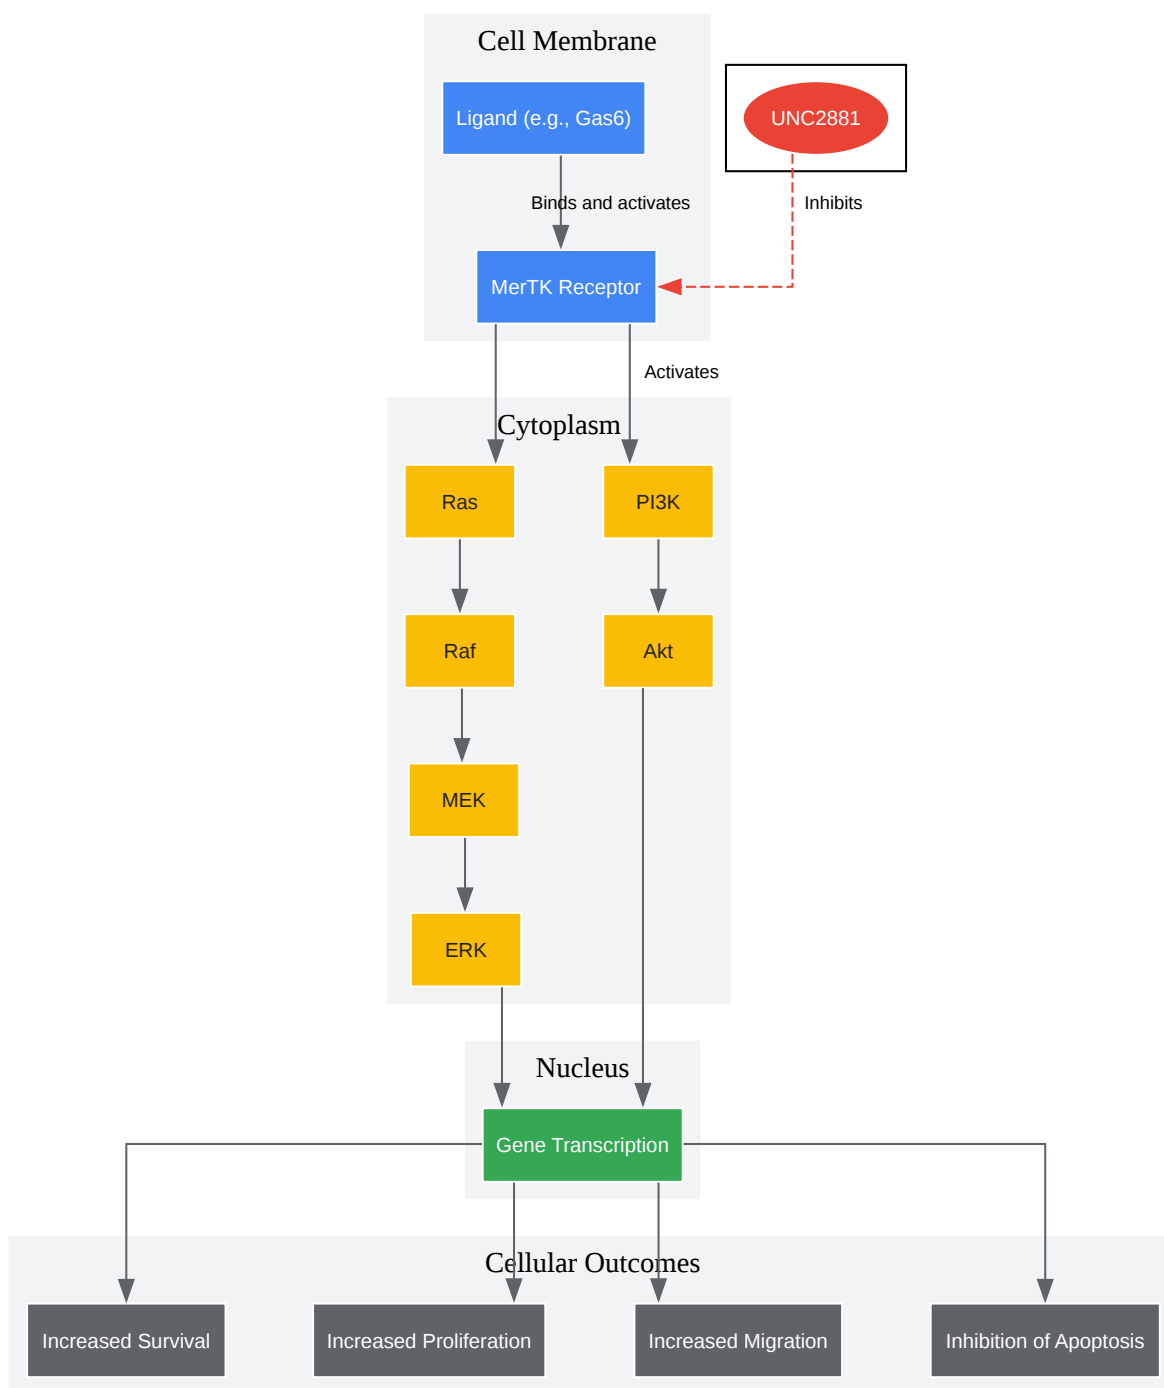 Cell Membrane
Ligand (e.g., Gas6)
UNC2881
Binds and activates
Inhibits
MerTK Receptor
Activates
Cytoplasm
Ras
PI3K
Raf
Akt
MEK
ERK
Nucleus
Gene Transcription
Cellular Outcomes
Increased Survival
Increased Proliferation
Increased Migration
Inhibition of Apoptosis